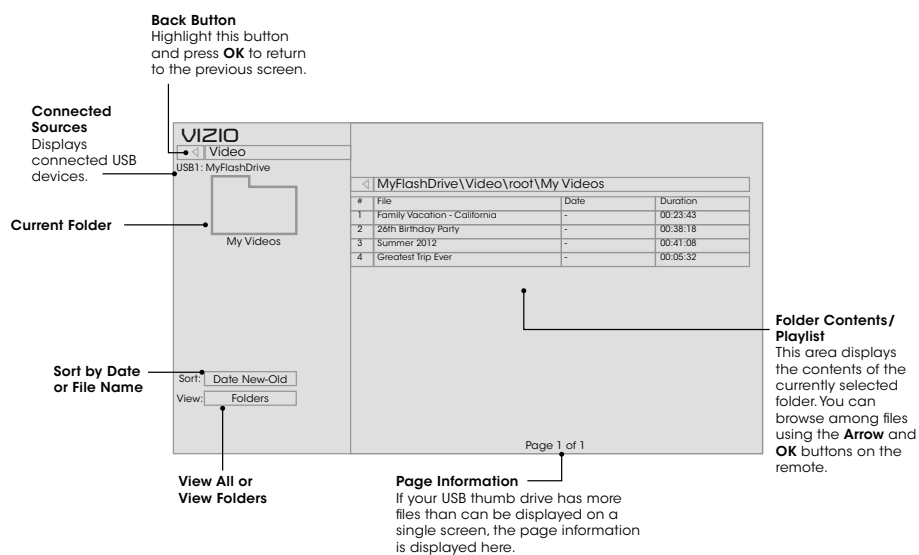 Back Button
Highlight this button
and press OK to return
to the previous screen.
Connected
Sources
Displays
connected USB
devices.
Current Folder
Sort by Date
or File Name
VIZIO
Video
USB1: MyFlashDrive
My Videos
Sort: Date New-Old
View: Folders
MyFlashDrive\Video\root\My Videos
# File Date Duration
1 Family Vacation - California - 00:23:43
2 26th Birthday Party - 00:38:18
3 Summer 2012 - 00:41:08
4 Greatest Trip Ever - 00:05:32
Page 1 of 1
Folder Contents/
Playlist
This area displays
the contents of the
currently selected
folder. You can
browse among files
using the Arrow and
OK buttons on the
remote.
View All or
View Folders
Page Information
If your USB thumb drive has more
files than can be displayed on a
single screen, the page information
is displayed here.